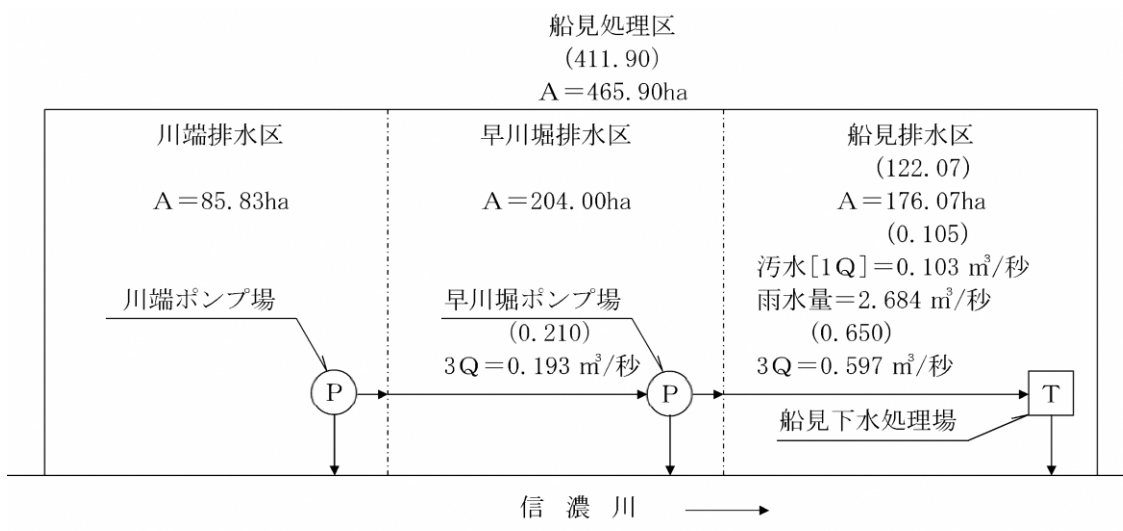 船見処理区
(411.90)
A=465.90ha
川端排水区
A=85.83ha
川端ポンプ場
P
早川堀排水区
A=204.00ha
早川堀ポンプ場
(0.210)
3Q=0.193 ㎥/秒
P
船見排水区
(122.07)
A=176.07ha
(0.105)
汚水[1Q]=0.103 ㎥/秒
雨水量=2.684 ㎥/秒
(0.650)
3Q=0.597 ㎥/秒
T
船見下水処理場
信濃川